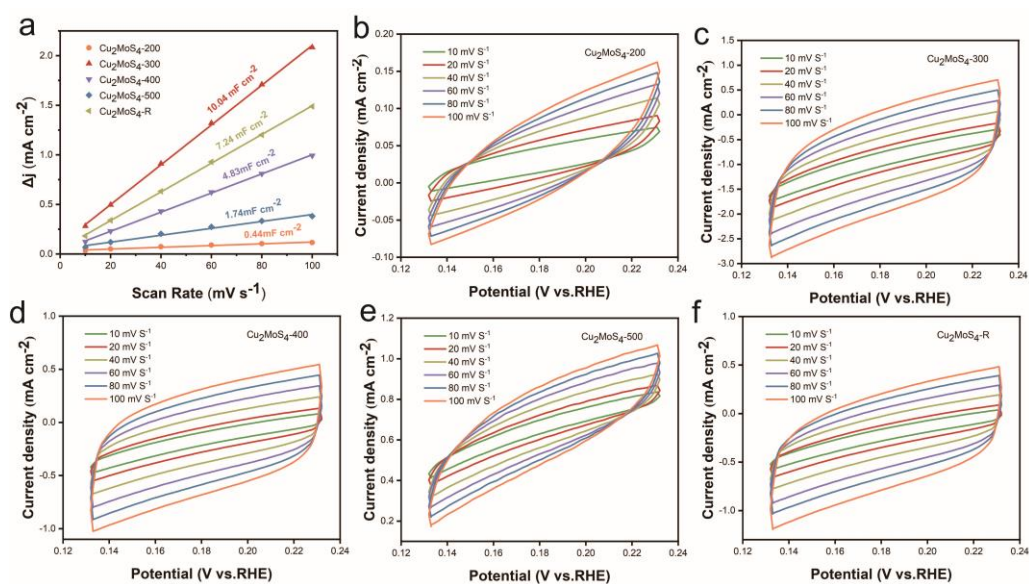 a
Δj (mA cm⁻²)
2.0
1.5
1.0
0.5
0.0
Cu₂MoS₄-200
Cu₂MoS₄-300
Cu₂MoS₄-400
Cu₂MoS₄-500
Cu₂MoS₄-R
10.04 mF cm⁻²
7.24 mF cm⁻²
4.83mF cm⁻²
1.74mF cm⁻²
0.44mF cm⁻²
20 40 60 80 100
Scan Rate (mV s⁻¹)
b
Current density (mA cm⁻²)
0.20
0.15
0.10
0.05
0.00
-0.05
-0.10
10 mV S⁻¹
20 mV S⁻¹
40 mV S⁻¹
60 mV S⁻¹
80 mV S⁻¹
100 mV S⁻¹
Cu₂MoS₄-200
0.12 0.14 0.16 0.18 0.20 0.22 0.24
Potential (V vs.RHE)
c
Current density (mA cm⁻²)
1.5
1.0
0.5
0.0
-0.5
-1.0
-1.5
-2.0
-2.5
-3.0
10 mV S⁻¹
20 mV S⁻¹
40 mV S⁻¹
60 mV S⁻¹
80 mV S⁻¹
100 mV S⁻¹
Cu₂MoS₄-300
0.12 0.14 0.16 0.18 0.20 0.22 0.24
Potential (V vs.RHE)
d
Current density (mA cm⁻²)
1.0
0.5
0.0
-0.5
-1.0
10 mV S⁻¹
20 mV S⁻¹
40 mV S⁻¹
60 mV S⁻¹
80 mV S⁻¹
100 mV S⁻¹
Cu₂MoS₄-400
0.12 0.14 0.16 0.18 0.20 0.22 0.24
Potential (V vs.RHE)
e
Current density (mA cm⁻²)
1.2
1.0
0.8
0.6
0.4
0.2
10 mV S⁻¹
20 mV S⁻¹
40 mV S⁻¹
60 mV S⁻¹
80 mV S⁻¹
100 mV S⁻¹
Cu₂MoS₄-500
0.12 0.14 0.16 0.18 0.20 0.22 0.24
Potential (V vs.RHE)
f
Current density (mA cm⁻²)
1.0
0.5
0.0
-0.5
-1.0
10 mV S⁻¹
20 mV S⁻¹
40 mV S⁻¹
60 mV S⁻¹
80 mV S⁻¹
100 mV S⁻¹
Cu₂MoS₄-R
0.12 0.14 0.16 0.18 0.20 0.22 0.24
Potential (V vs.RHE)